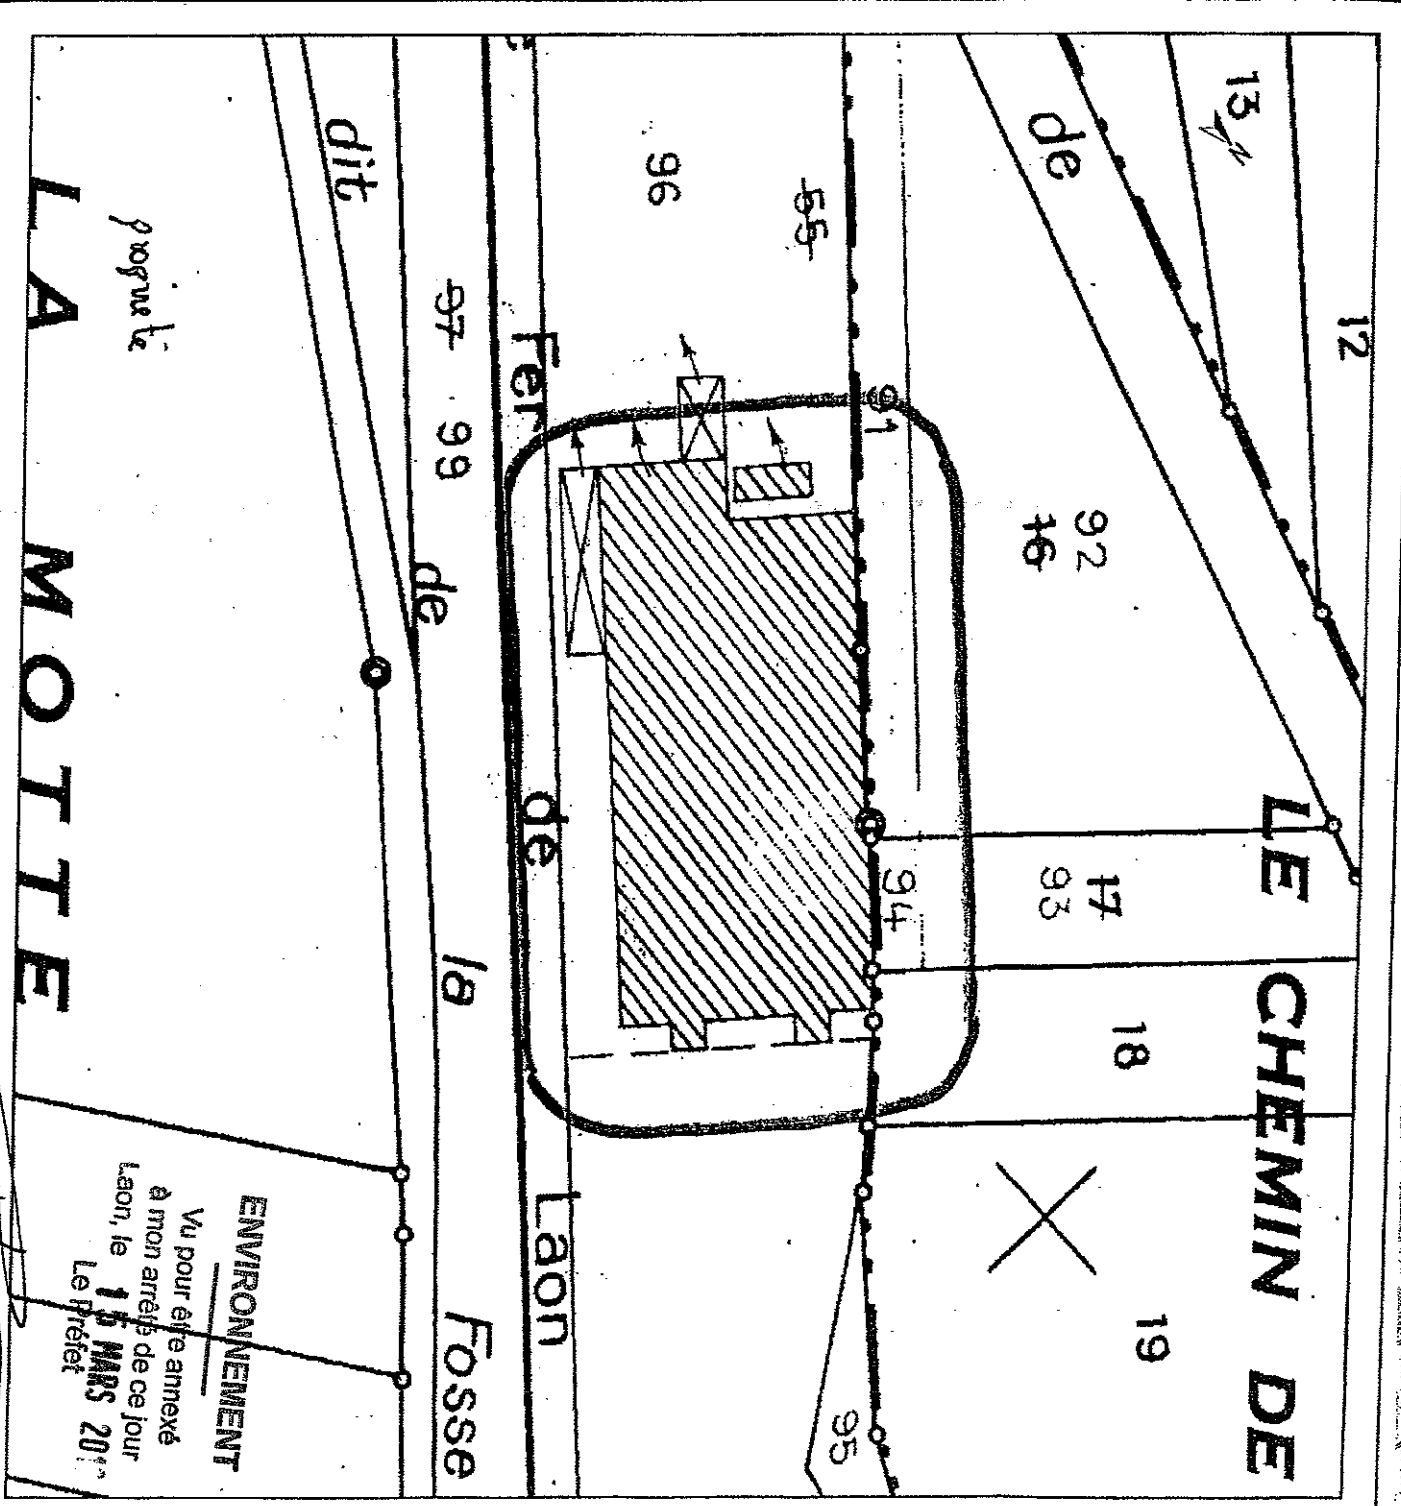 12
13
de
LE CHEMIN DE
92
16
17
93
18
19
91
94
95
55
96
Fer de Laon
97
99
dit de la Fosse
LA MOTTE
ENVIRONNEMENT
Vu pour être annexé
à mon arrêté de ce jour
Laon, le 15 MARS
Le Préfet